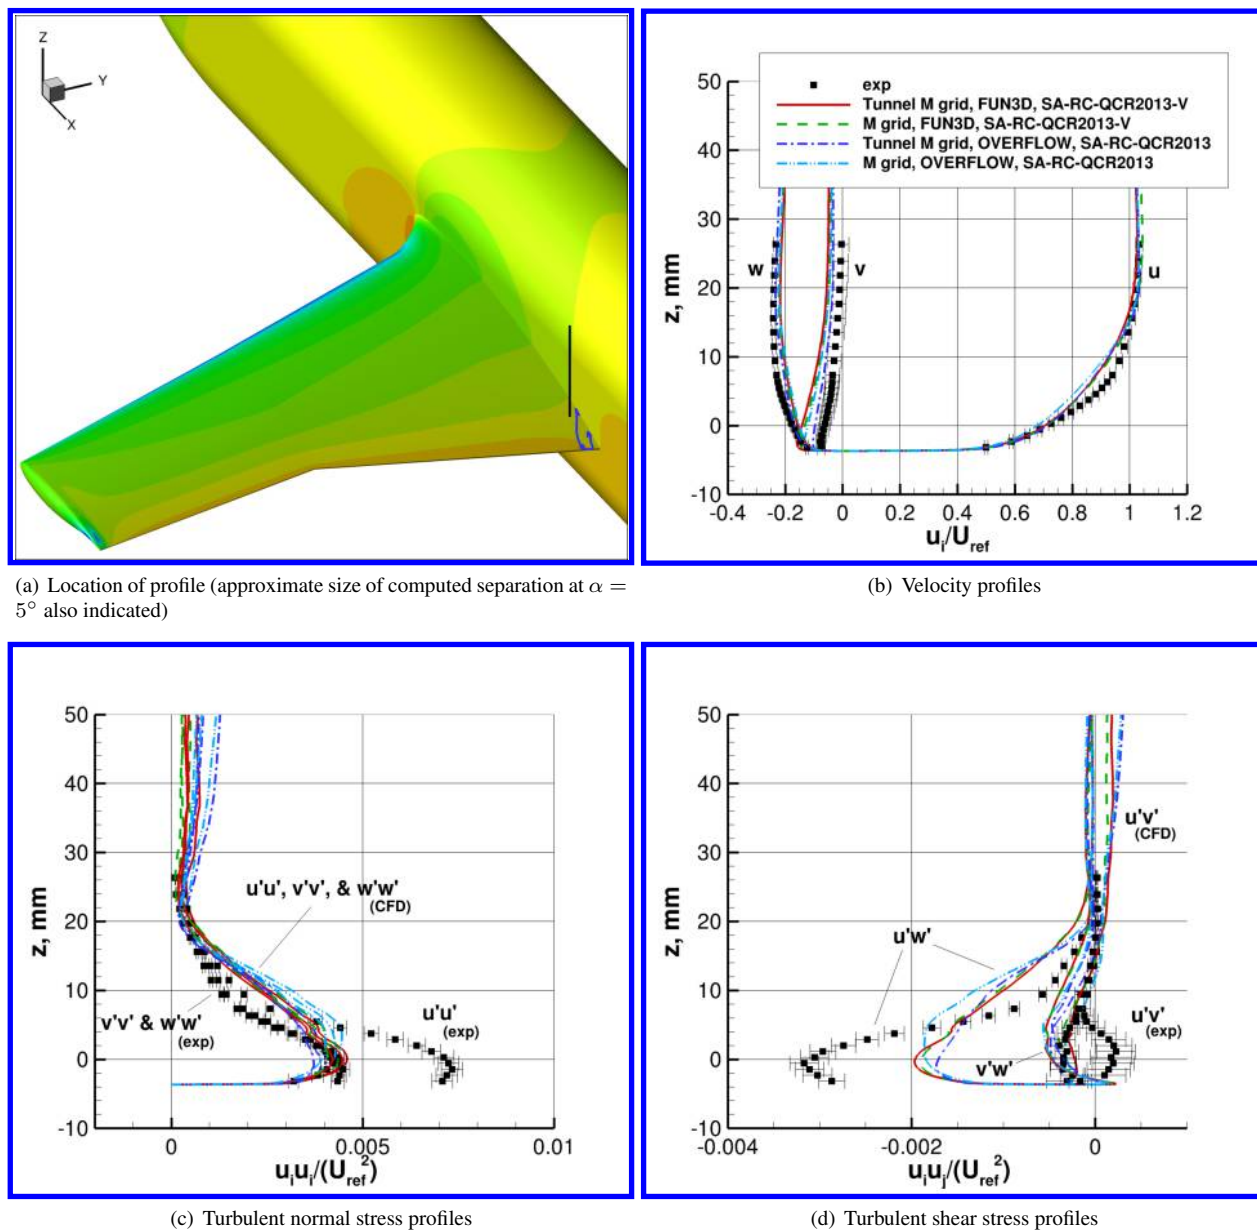 Z
Y
X
(a) Location of profile (approximate size of computed separation at α =
5° also indicated)
50
40
30
20
10
0
-10
z, mm
exp
Tunnel M grid, FUN3D, SA-RC-QCR2013-V
M grid, FUN3D, SA-RC-QCR2013-V
Tunnel M grid, OVERFLOW, SA-RC-QCR2013
M grid, OVERFLOW, SA-RC-QCR2013
w
v
u
-0.4 -0.2 0 0.2 0.4 0.6 0.8 1 1.2
u_i/U_ref
(b) Velocity profiles
50
40
30
20
10
0
-10
z, mm
u'u', v'v', & w'w'
(CFD)
v'v' & w'w'
(exp)
u'u'
(exp)
0 0.005 0.01
u_iu_i/(U_ref^2)
(c) Turbulent normal stress profiles
50
40
30
20
10
0
-10
z, mm
u'v'
(CFD)
u'w'
u'v'
(exp)
v'w'
-0.004 -0.002 0
u_iu_j/(U_ref^2)
(d) Turbulent shear stress profiles